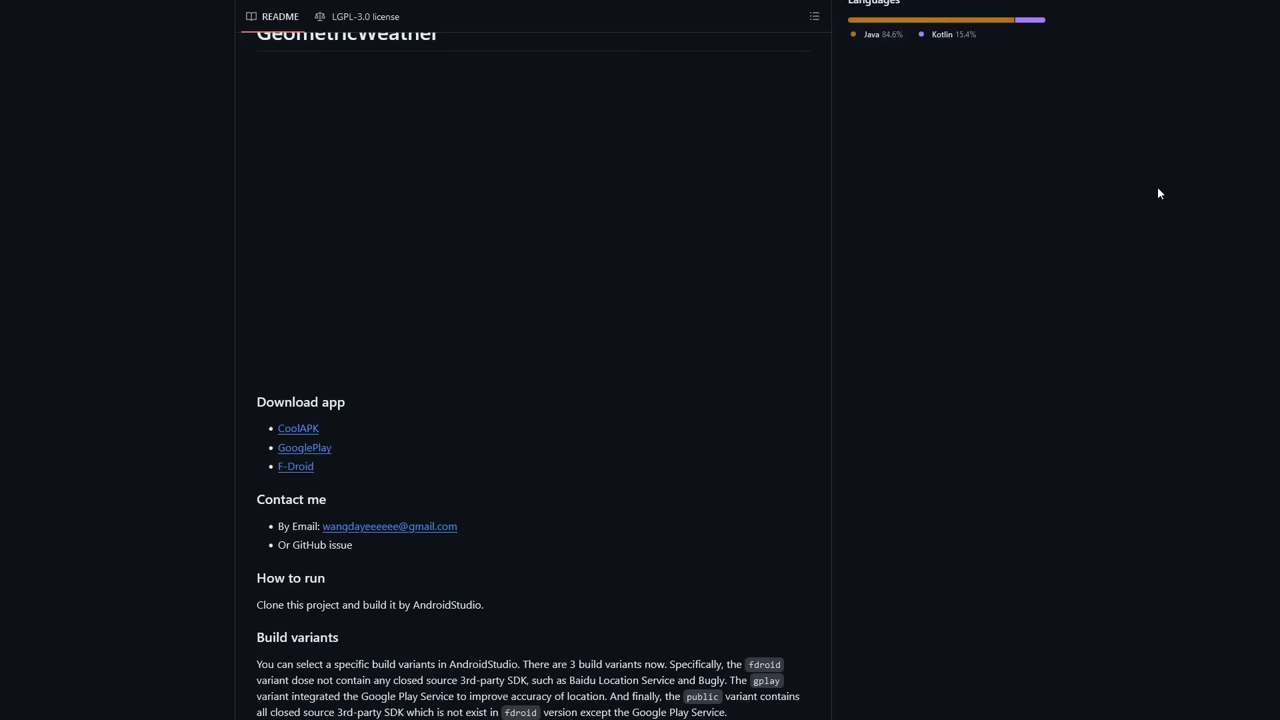 Languages
README
LGPL-3.0 license
Java 84.6%
Kotlin 15.4%
GeometricWeather
Download app
CoolAPK
GooglePlay
F-Droid
Contact me
By Email: wangdayeeeeee@gmail.com
Or GitHub issue
How to run
Clone this project and build it by AndroidStudio.
Build variants
You can select a specific build variants in AndroidStudio. There are 3 build variants now. Specifically, the fdroid
variant dose not contain any closed source 3rd-party SDK, such as Baidu Location Service and Bugly. The gplay
variant integrated the Google Play Service to improve accuracy of location. And finally, the public variant contains
all closed source 3rd-party SDK which is not exist in fdroid version except the Google Play Service.